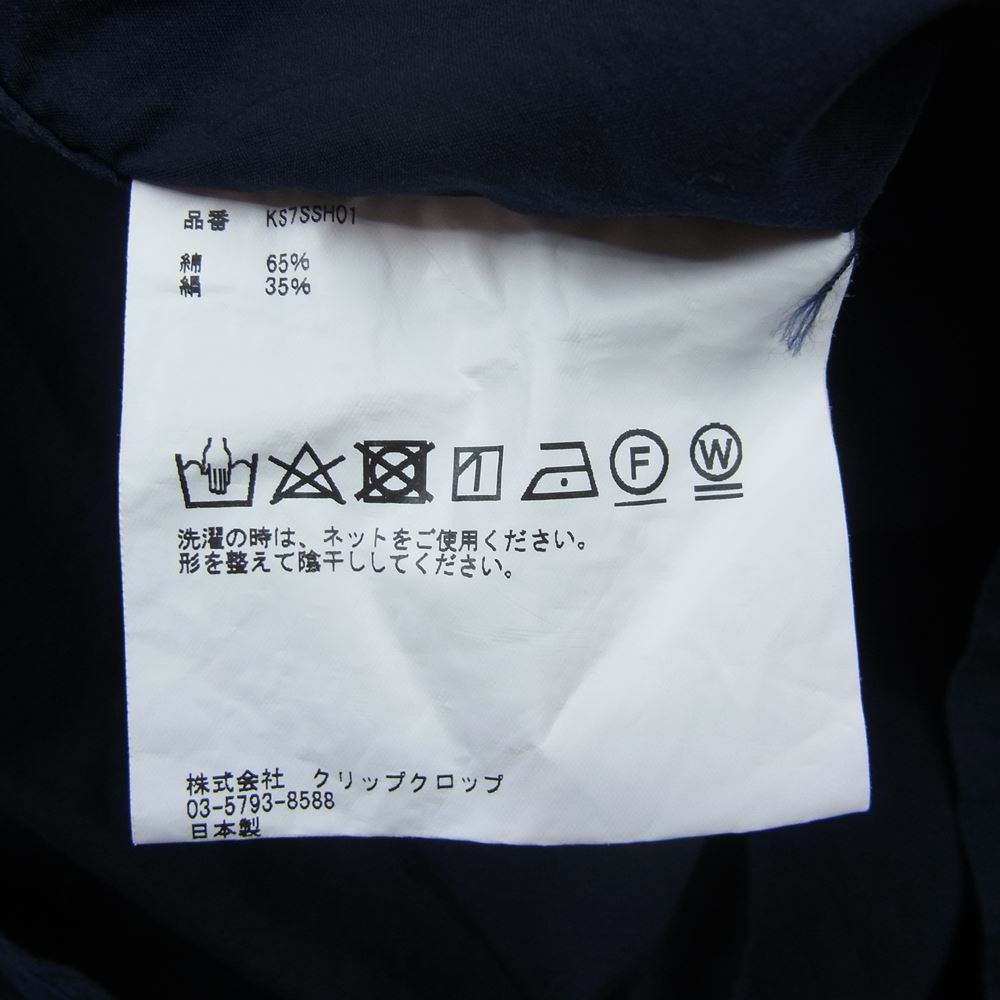 品番 KS7SSH01
綿 65%
絹 35%
F W
洗濯の時は、ネットをご使用ください。
形を整えて陰干ししてください。
株式会社 クリップクロップ
03-5793-8588
日本製